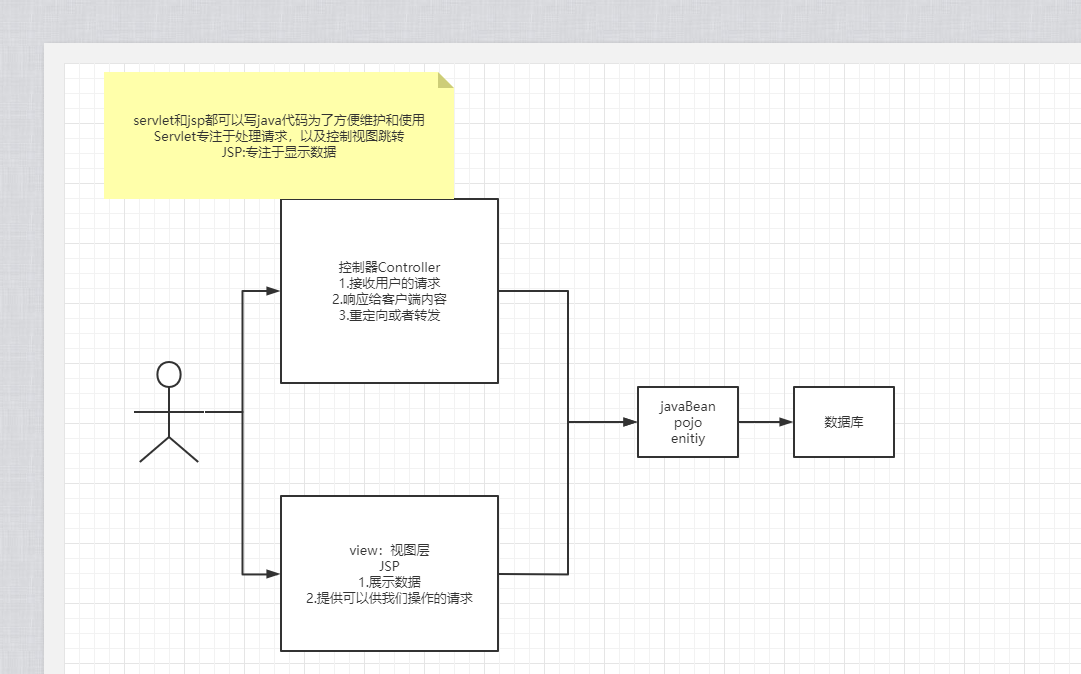 servlet和jsp都可以写java代码为了方便维护和使用
Servlet专注于处理请求，以及控制视图跳转
JSP:专注于显示数据
控制器Controller
1.接收用户的请求
2.响应给客户端内容
3.重定向或者转发
javaBean
pojo
enitiy
数据库
view：视图层
JSP
1.展示数据
2.提供可以供我们操作的请求